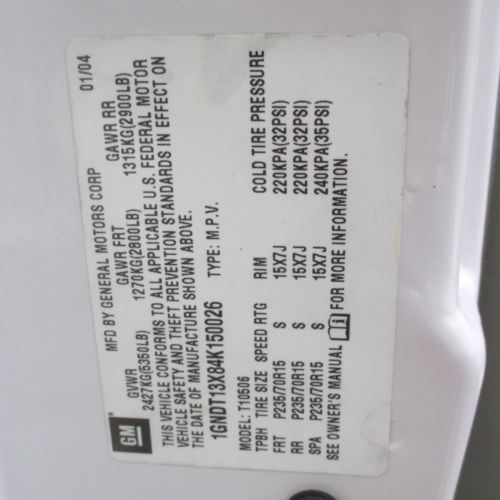 GM
MFD BY GENERAL MOTORS CORP 01/04
GVWR GAWR FRT GAWR RR
2427KG(5350LB) 1270KG(2800LB) 1315KG(2900LB)
THIS VEHICLE CONFORMS TO ALL APPLICABLE U.S. FEDERAL MOTOR
VEHICLE SAFETY AND THEFT PREVENTION STANDARDS IN EFFECT ON
THE DATE OF MANUFACTURE SHOWN ABOVE.
1GNDT13X84K150026 TYPE: M.P.V.
MODEL: T10506
TPBH TIRE SIZE SPEED RTG RIM COLD TIRE PRESSURE
FRT P235/70R15 S 15X7J 220KPA(32PSI)
RR P235/70R15 S 15X7J 220KPA(32PSI)
SPA P235/70R15 S 15X7J 240KPA(35PSI)
SEE OWNER'S MANUAL FOR MORE INFORMATION.